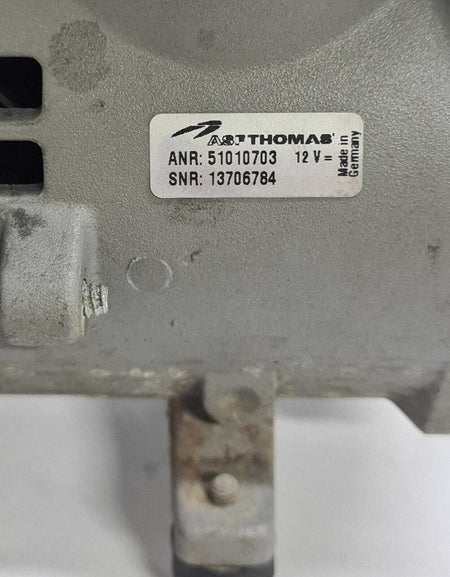 ASF THOMAS
ANR: 51010703 12 V =
SNR: 13706784
Made in
Germany